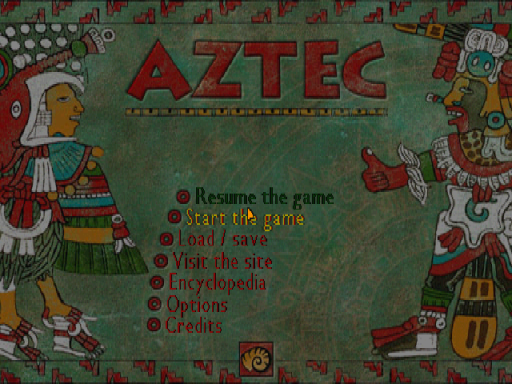 AZTEC
Resume the game
Start the game
Load / save
Visit the site
Encyclopedia
Options
Credits